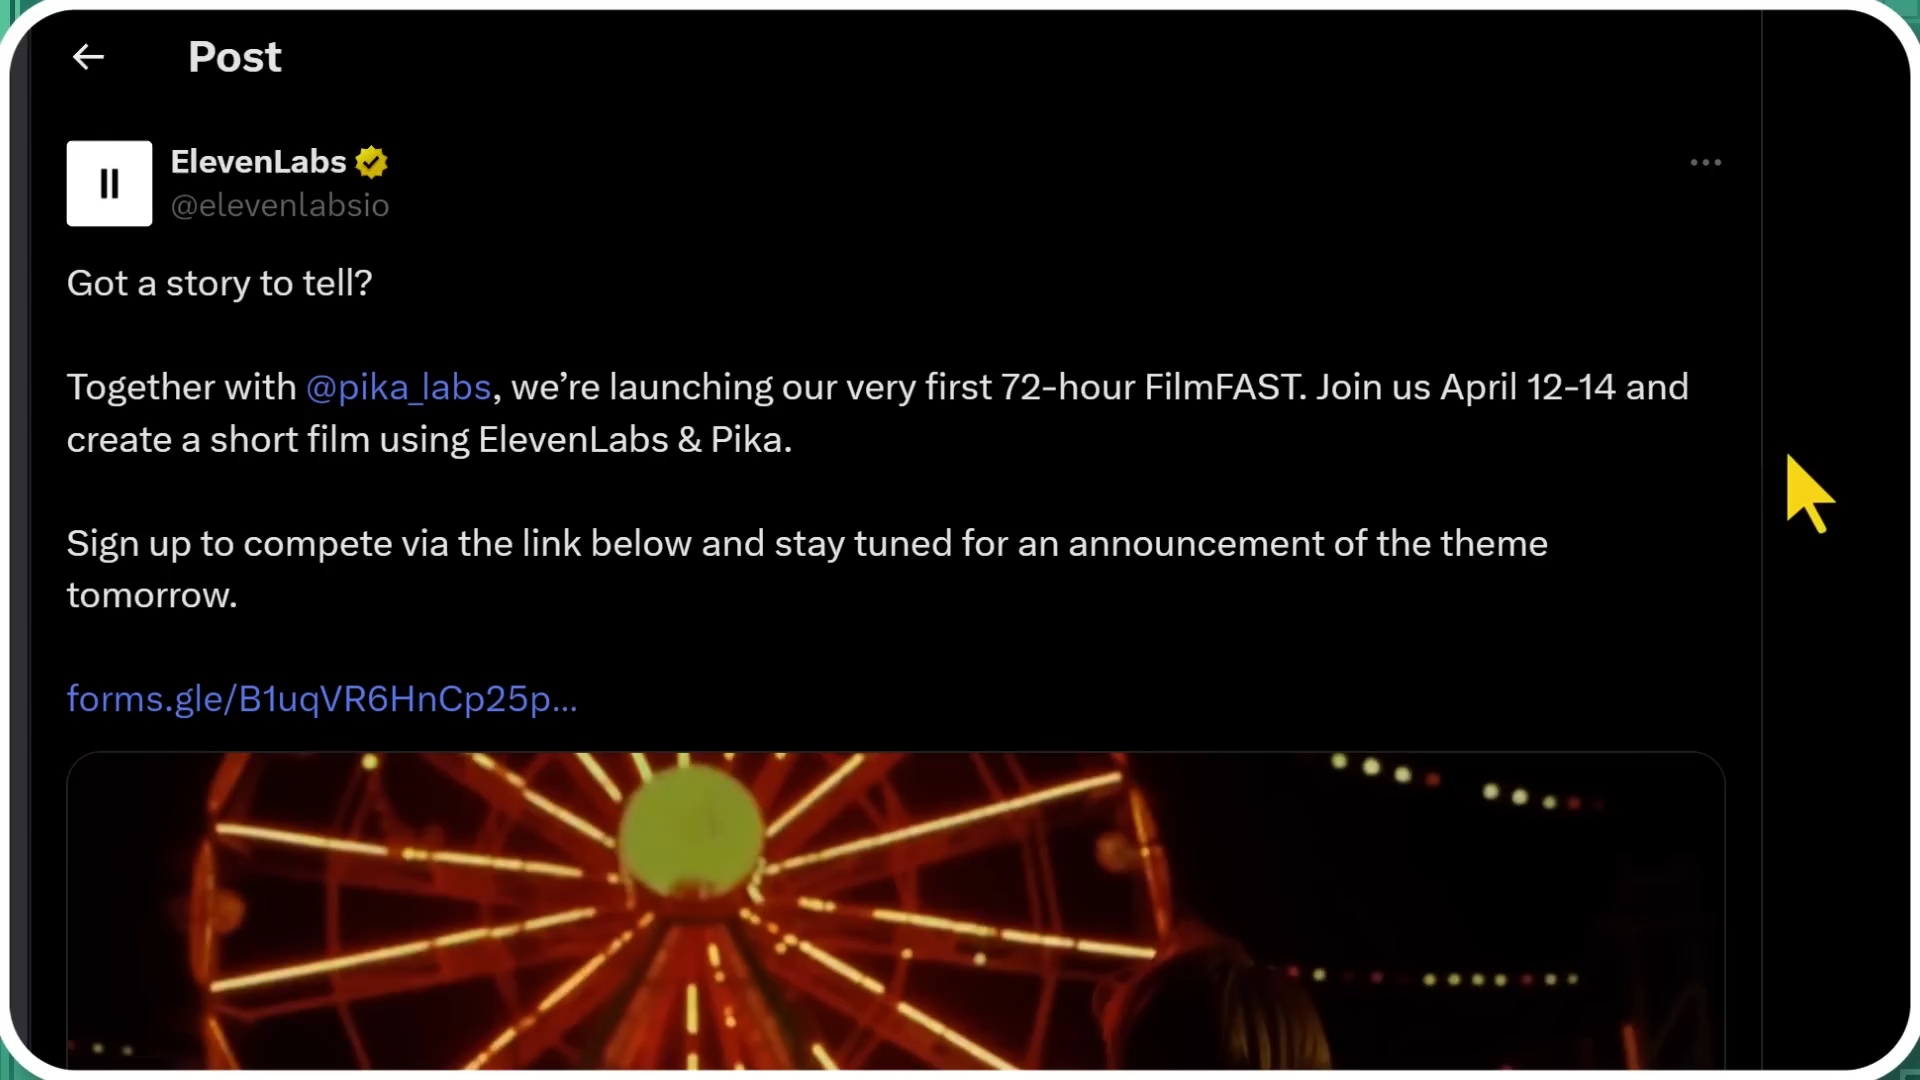 Post
ElevenLabs
@elevenlabsio
Got a story to tell?
Together with @pika_labs, we’re launching our very first 72-hour FilmFAST. Join us April 12-14 and
create a short film using ElevenLabs & Pika.
Sign up to compete via the link below and stay tuned for an announcement of the theme
tomorrow.
forms.gle/B1uqVR6HnCp25p…